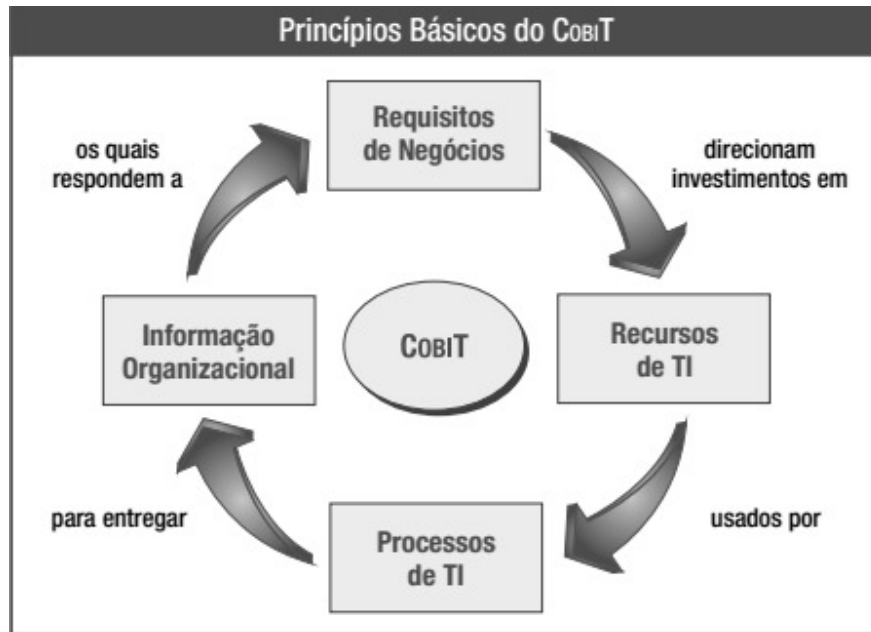 Princípios Básicos do COBIT
Requisitos
de Negócios
os quais
respondem a
direcionam
investimentos em
Informação
Organizacional
COBIT
Recursos
de TI
para entregar
Processos
de TI
usados por